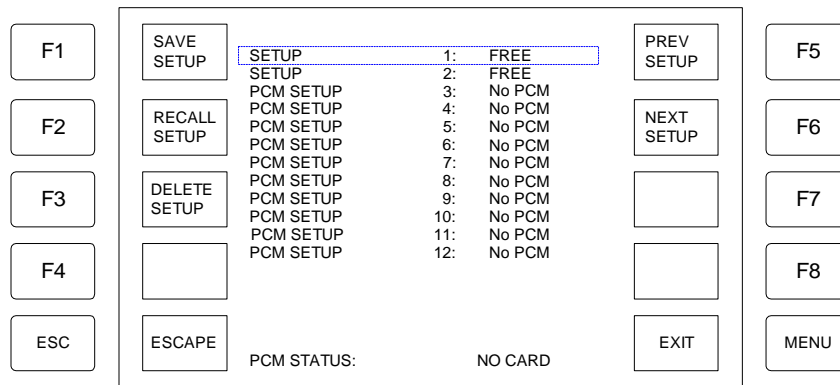 F1
SAVE
SETUP
PREV
SETUP
F5
SETUP 1: FREE
SETUP 2: FREE
PCM SETUP 3: No PCM
F2
RECALL
SETUP
PCM SETUP 4: No PCM
PCM SETUP 5: No PCM
PCM SETUP 6: No PCM
NEXT
SETUP
F6
PCM SETUP 7: No PCM
F3
DELETE
SETUP
PCM SETUP 8: No PCM
PCM SETUP 9: No PCM
PCM SETUP 10: No PCM
F7
PCM SETUP 11: No PCM
PCM SETUP 12: No PCM
F4
F8
ESC
ESCAPE
PCM STATUS: NO CARD
EXIT
MENU